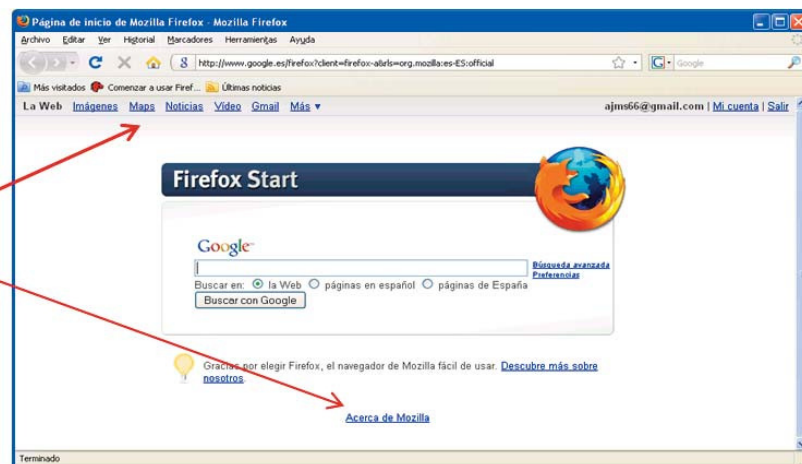 Página de inicio de Mozilla Firefox - Mozilla Firefox
Archivo Editar Ver Historial Marcadores Herramientas Ayuda
http://www.google.es/firefox?client=firefox-a&rls=org.mozilla:es-ES:official
Google
Más visitados Comenzar a usar Firef... Últimas noticias
La Web Imágenes Maps Noticias Vídeo Gmail Más ▼ ajms66@gmail.com | Mi cuenta | Salir
Firefox Start
Google
Búsqueda avanzada
Preferencias
Buscar en: la Web páginas en español páginas de España
Buscar con Google
Gracias por elegir Firefox, el navegador de Mozilla fácil de usar. Descubre más sobre
nosotros.
Acerca de Mozilla
Terminado